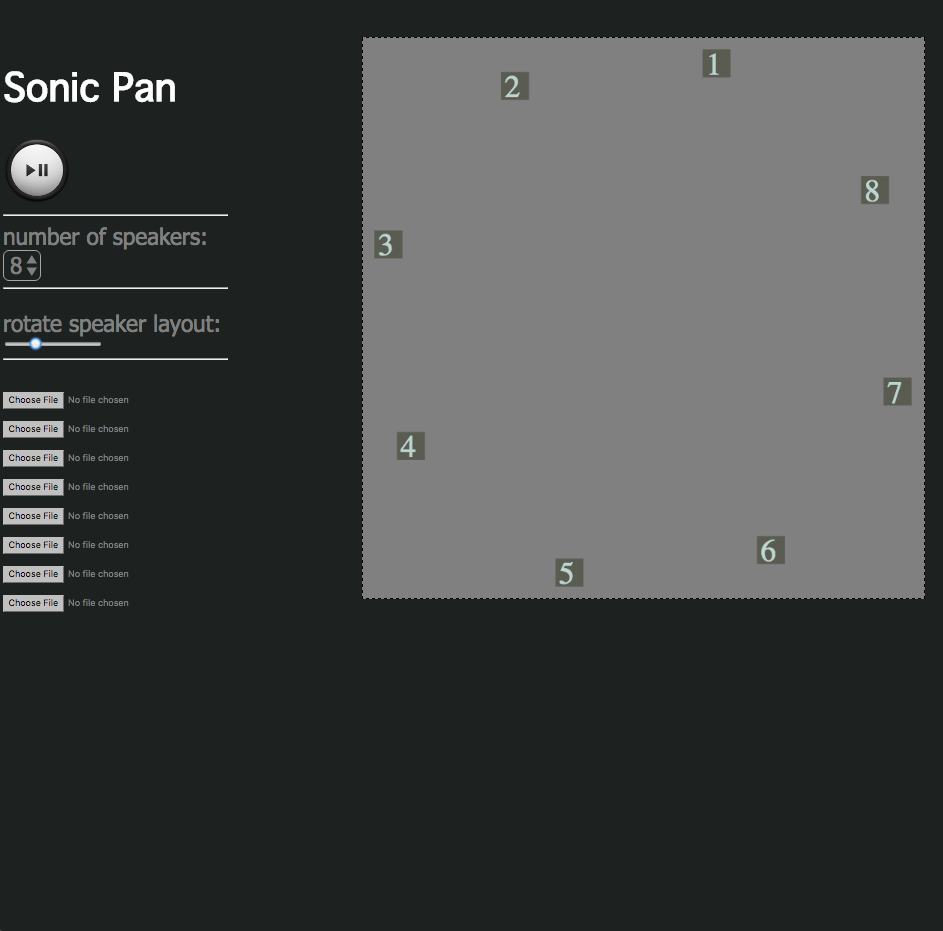 Sonic Pan
number of speakers:
8
rotate speaker layout:
Choose File No file chosen
Choose File No file chosen
Choose File No file chosen
Choose File No file chosen
Choose File No file chosen
Choose File No file chosen
Choose File No file chosen
Choose File No file chosen
1
2
8
3
7
4
6
5